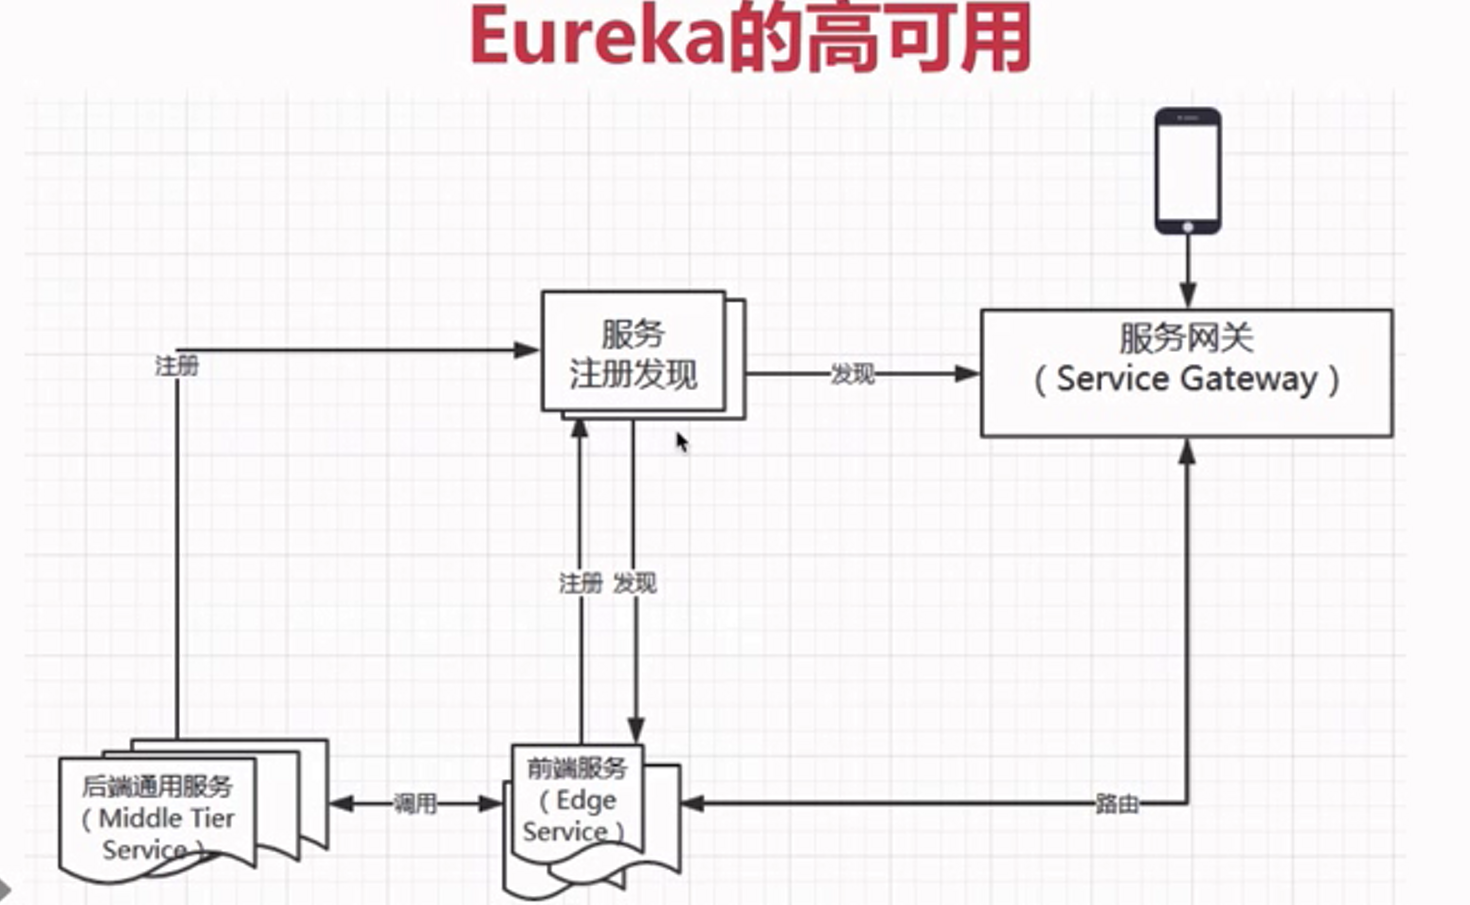 Eureka的高可用
服务
注册发现
服务网关
（Service Gateway）
注册
发现
注册
发现
后端通用服务
（Middle Tier
Service）
调用
前端服务
（Edge
Service）
路由